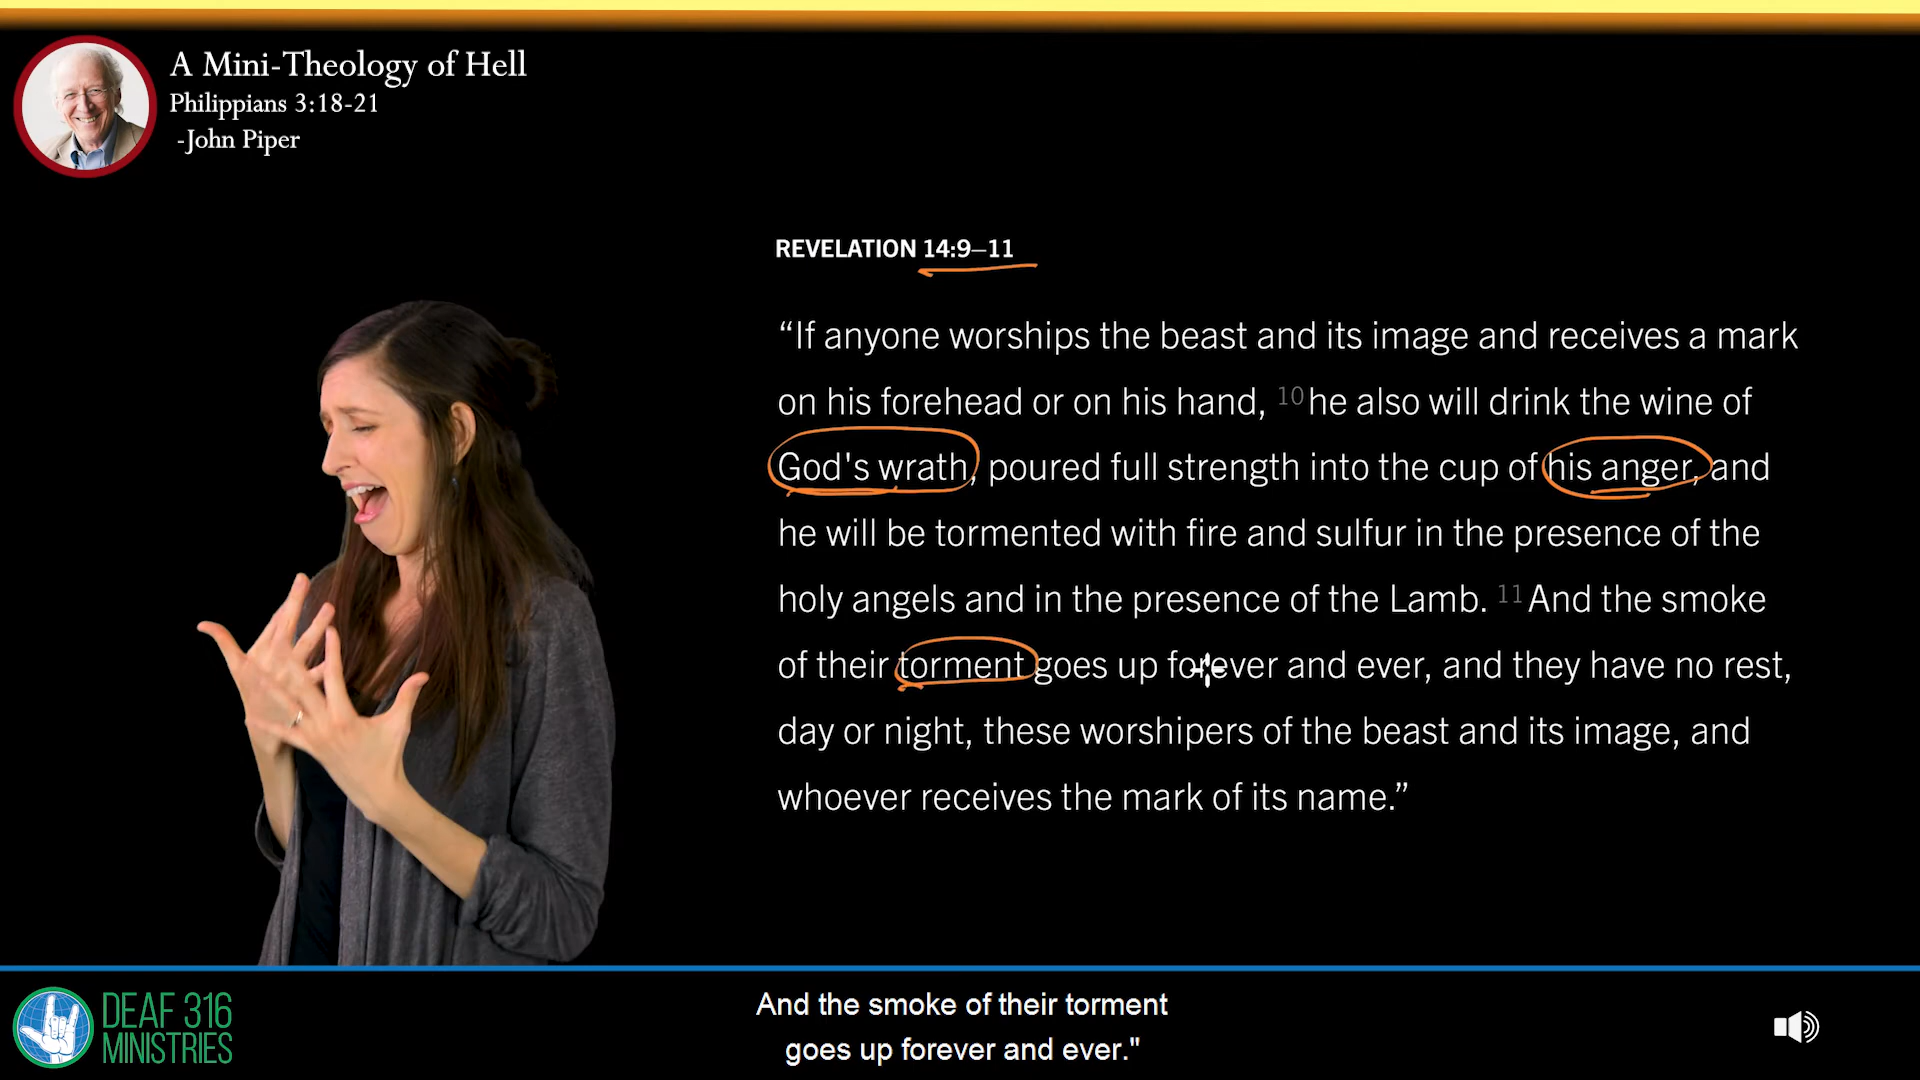 A Mini-Theology of Hell
Philippians 3:18-21
-John Piper
REVELATION 14:9–11
“If anyone worships the beast and its image and receives a mark
on his forehead or on his hand, 10 he also will drink the wine of
God's wrath, poured full strength into the cup of his anger, and
he will be tormented with fire and sulfur in the presence of the
holy angels and in the presence of the Lamb. 11 And the smoke
of their torment goes up forever and ever, and they have no rest,
day or night, these worshipers of the beast and its image, and
whoever receives the mark of its name.”
DEAF 316
MINISTRIES
And the smoke of their torment
goes up forever and ever."